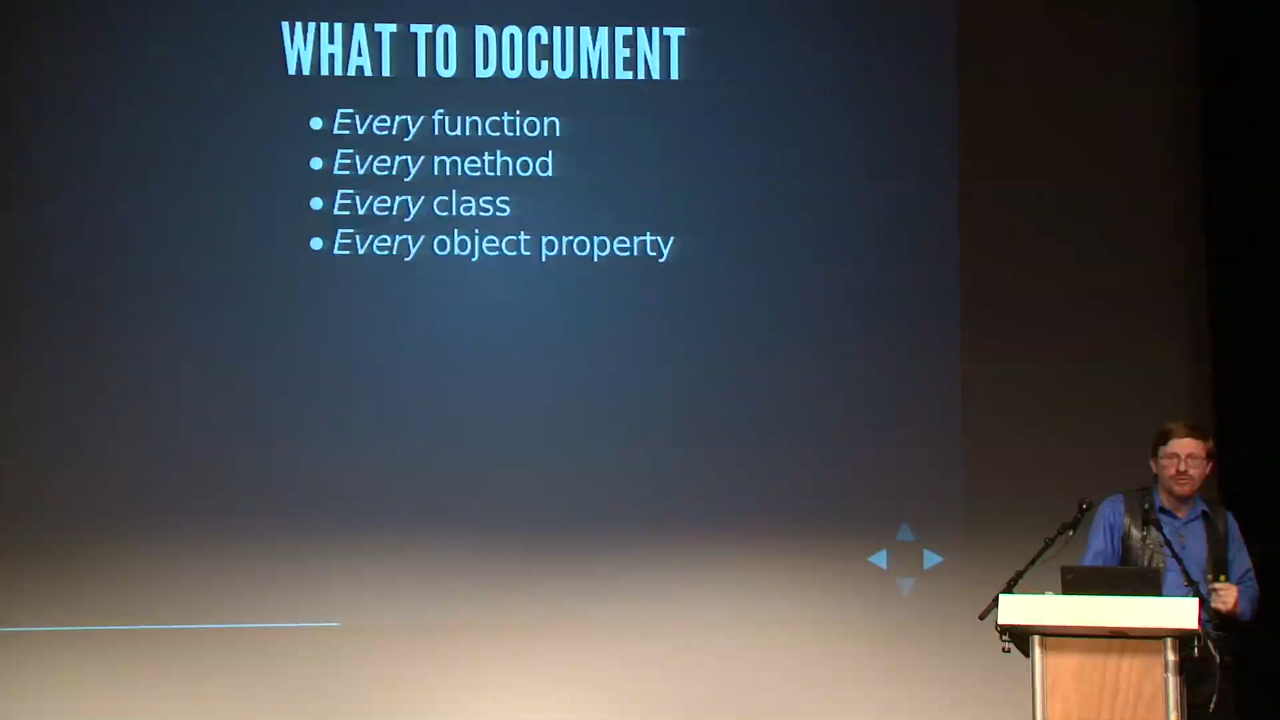 WHAT TO DOCUMENT
• Every function
• Every method
• Every class
• Every object property